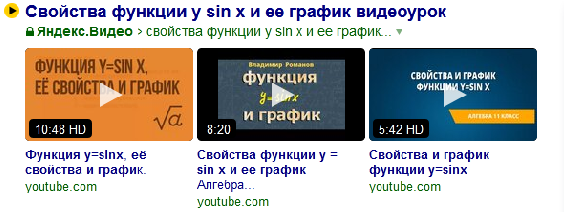 Свойства функции y sin x и ее график видеоурок
Яндекс.Видео › свойства функции y sin x и ее график...
ФУНКЦИЯ Y=SIN X,
ЕЁ СВОЙСТВА И ГРАФИК
√a
10:48 HD
Владимир Романов
функция
y=sinx
и график
8:20
СВОЙСТВА И ГРАФИК
ФУНКЦИИ Y=SIN X
АЛГЕБРА 11 КЛАСС
5:42 HD
Функция y=sinx, её
свойства и график.
youtube.com
Свойства функции y =
sin x и ее график
Алгебра...
youtube.com
Свойства и график
функции y=sinx
youtube.com